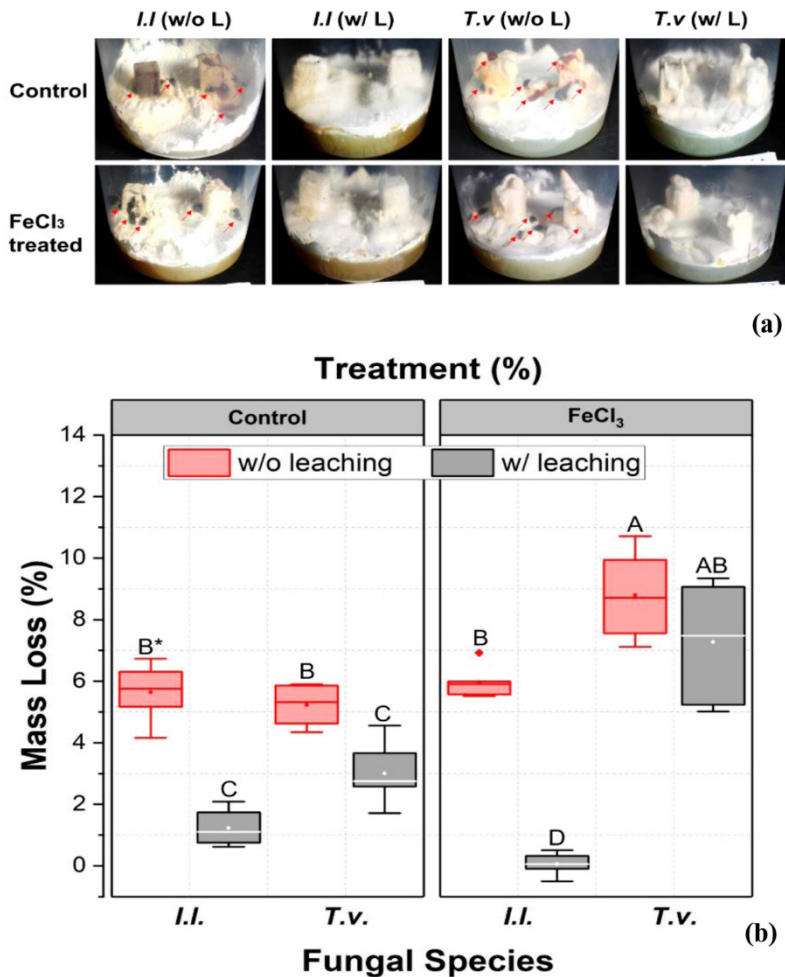 I.l (w/o L) I.l (w/ L) T.v (w/o L) T.v (w/ L)
Control
FeCl₃
treated
(a)
Treatment (%)
Control FeCl₃
w/o leaching w/ leaching
Mass Loss (%)
14
12
10
8
6
4
2
0
B*
C
B
C
B
D
A
AB
I.l. T.v. I.l. T.v.
(b)
Fungal Species